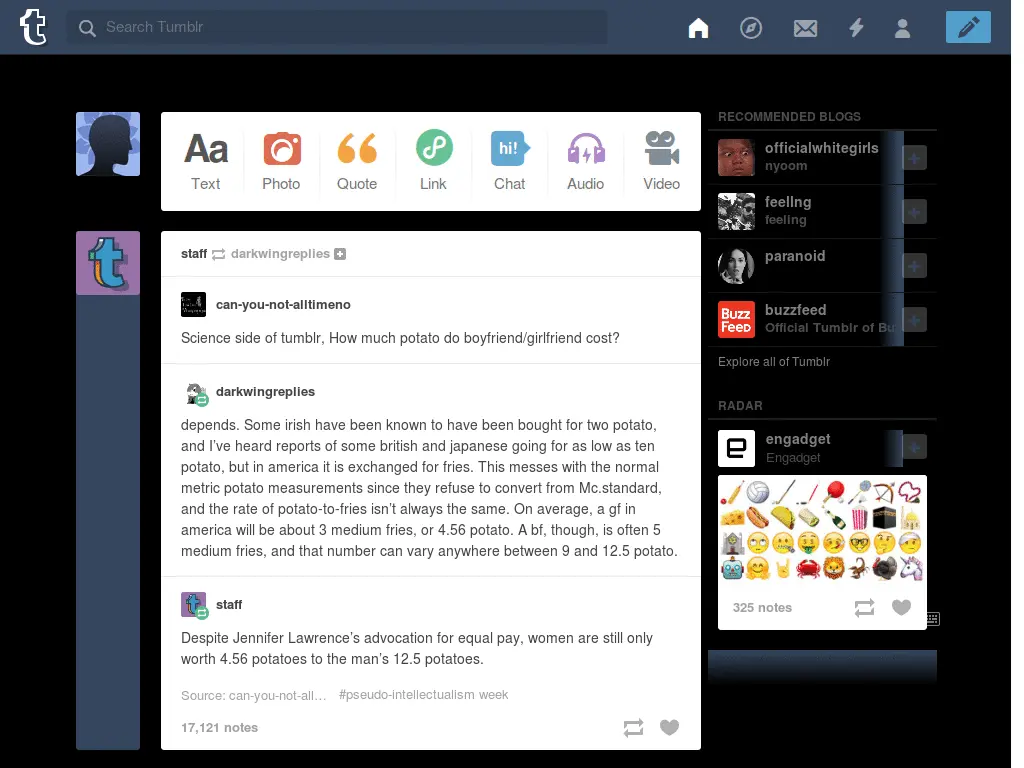 t
Search Tumblr
Aa
Text
Photo
Quote
Link
hi!
Chat
Audio
Video
t
staff darkwingreplies
can-you-not-alltimeno
Science side of tumblr, How much potato do boyfriend/girlfriend cost?
darkwingreplies
depends. Some irish have been known to have been bought for two potato,
and I've heard reports of some british and japanese going for as low as ten
potato, but in america it is exchanged for fries. This messes with the normal
metric potato measurements since they refuse to convert from Mc.standard,
and the rate of potato-to-fries isn't always the same. On average, a gf in
america will be about 3 medium fries, or 4.56 potato. A bf, though, is often 5
medium fries, and that number can vary anywhere between 9 and 12.5 potato.
t
staff
Despite Jennifer Lawrence's advocation for equal pay, women are still only
worth 4.56 potatoes to the man's 12.5 potatoes.
Source: can-you-not-all… #pseudo-intellectualism week
17,121 notes
RECOMMENDED BLOGS
officialwhitegirls
nyoom
feellng
feeling
paranoid
Buzz
Feed
buzzfeed
Official Tumblr of Bu
Explore all of Tumblr
RADAR
e
engadget
Engadget
325 notes